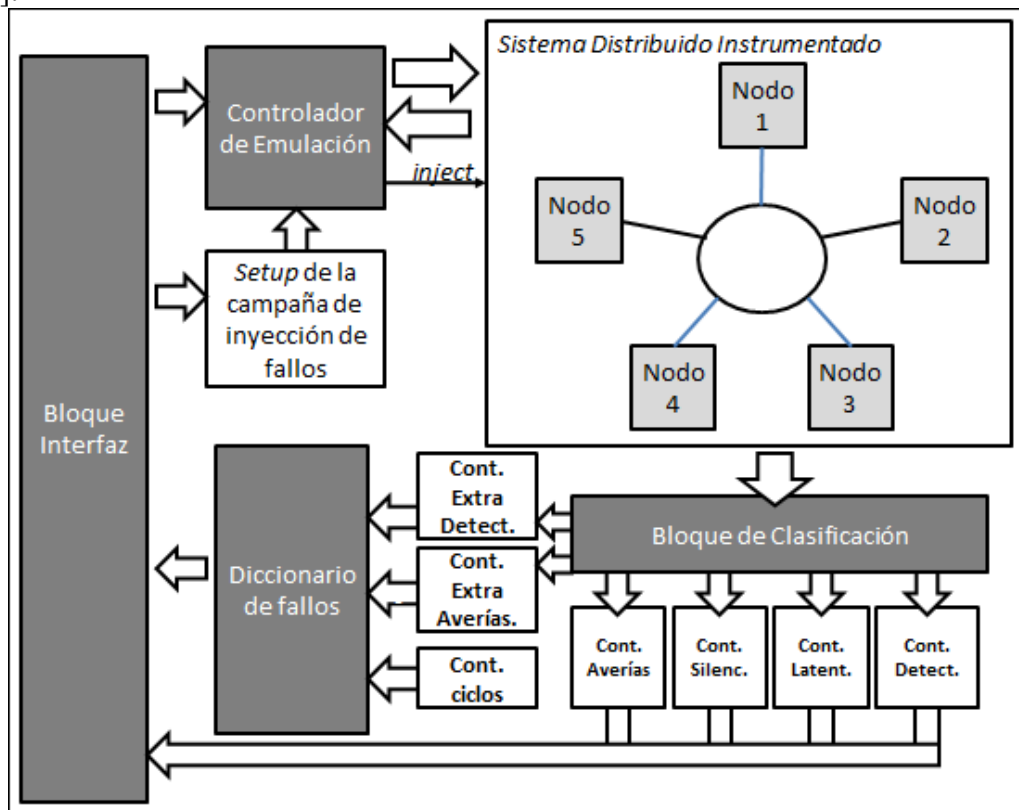 ].
Sistema Distribuido Instrumentado
Controlador
de Emulación
inject
Nodo
1
Nodo
5
Nodo
2
Nodo
4
Nodo
3
Setup de la
campaña de
inyección de
fallos
Bloque
Interfaz
Diccionario
de fallos
Cont.
Extra
Detect.
Cont.
Extra
Averías.
Cont.
ciclos
Bloque de Clasificación
Cont.
Averías
Cont.
Silenc.
Cont.
Latent.
Cont.
Detect.